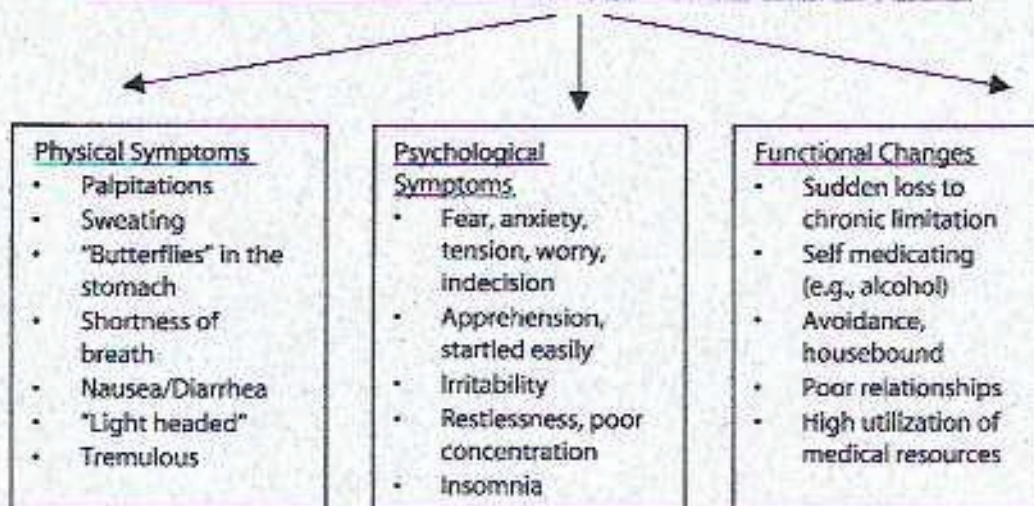 Physical Symptoms
• Palpitations
• Sweating
• "Butterflies" in the
stomach
• Shortness of
breath
• Nausea/Diarrhea
• "Light headed"
• Tremulous
Psychological
Symptoms
• Fear, anxiety,
tension, worry,
indecision
• Apprehension,
startled easily
• Irritability
• Restlessness, poor
concentration
• Insomnia
Functional Changes
• Sudden loss to
chronic limitation
• Self medicating
(e.g., alcohol)
• Avoidance,
housebound
• Poor relationships
• High utilization of
medical resources